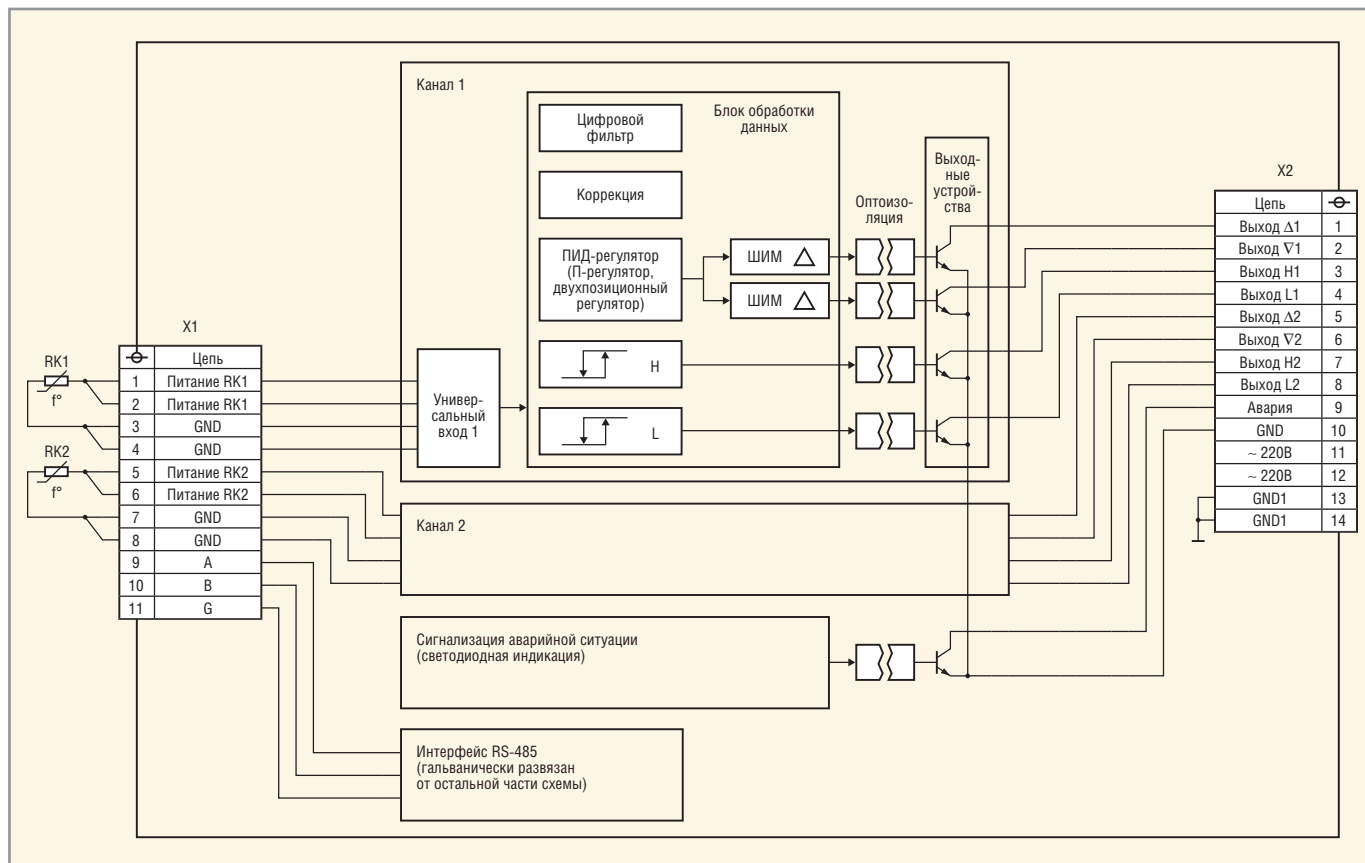 Канал 1
Цифровой
фильтр
Блок обработки
данных
Коррекция
ПИД-регулятор
(П-регулятор,
двухпозиционный
регулятор)
ШИМ △
ШИМ △
H
L
Универ-
сальный
вход 1
Оптоизо-
ляция
Выход-
ные
устрой-
ства
X1
Цепь
1 Питание RK1
2 Питание RK1
3 GND
4 GND
5 Питание RK2
6 Питание RK2
7 GND
8 GND
9 A
10 B
11 G
RK1
f°
RK2
f°
Канал 2
Сигнализация аварийной ситуации
(светодиодная индикация)
Интерфейс RS-485
(гальванически развязан
от остальной части схемы)
X2
Цепь
Выход Δ1 1
Выход ∇1 2
Выход H1 3
Выход L1 4
Выход Δ2 5
Выход ∇2 6
Выход H2 7
Выход L2 8
Авария 9
GND 10
~ 220В 11
~ 220В 12
GND1 13
GND1 14